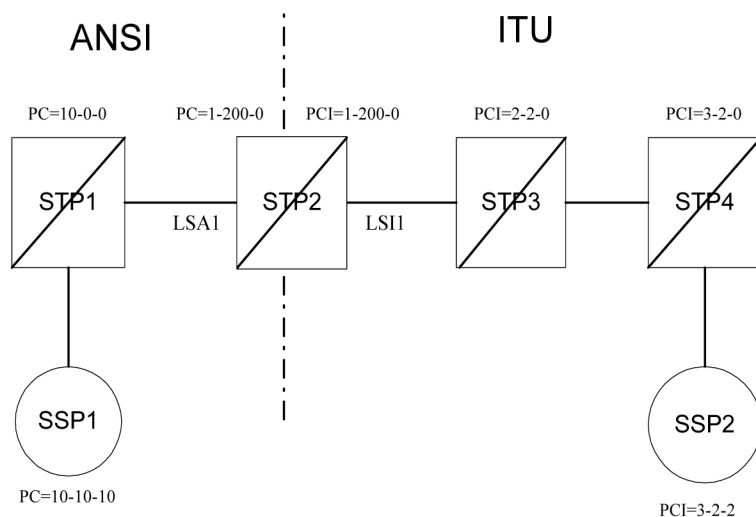 ANSI
ITU
PC=10-0-0
PC=1-200-0
PCI=1-200-0
PCI=2-2-0
PCI=3-2-0
STP1
STP2
STP3
STP4
LSA1
LSI1
SSP1
SSP2
PC=10-10-10
PCI=3-2-2